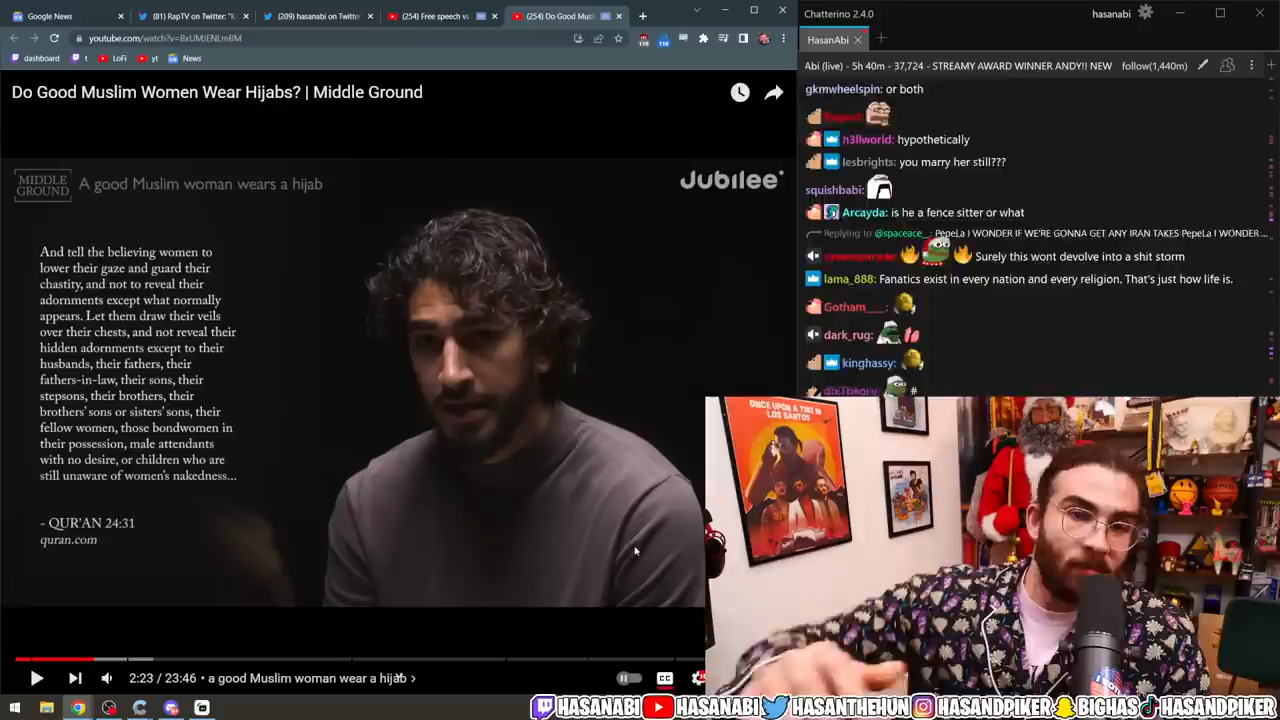 Google News
(81) RapTV on Twitter: "K
(209) hasanabi on Twitter
(254) Free speech vs
(254) Do Good Mus
youtube.com/watch?v=8xUMJENLmBM
dashboard
t
LoFi
yt
News
Do Good Muslim Women Wear Hijabs? | Middle Ground
MIDDLE
GROUND
A good Muslim woman wears a hijab
Jubilee
And tell the believing women to
lower their gaze and guard their
chastity, and not to reveal their
adornments except what normally
appears. Let them draw their veils
over their chests, and not reveal their
hidden adornments except to their
husbands, their fathers, their
fathers-in-law, their sons, their
stepsons, their brothers, their
brothers' sons or sisters' sons, their
fellow women, those bondwomen in
their possession, male attendants
with no desire, or children who are
still unaware of women's nakedness...
- QUR'AN 24:31
quran.com
2:23 / 23:46 • a good Muslim woman wear a hijab >
CC
Chatterino 2.4.0
hasanabi
HasanAbi
Abi (live) - 5h 40m - 37,724 - STREAMY AWARD WINNER ANDY!! NEW
follow(1,440m)
gkmwheelspin: or both
h3llworld: hypothetically
lesbrights: you marry her still???
squishbabi:
Arcayda: is he a fence sitter or what
Replying to @spaceace_: PepeLa I WONDER IF WE'RE GONNA GET ANY IRAN TAKES PepeLa I WONDER ...
Surely this wont devolve into a shit storm
lama_888: Fanatics exist in every nation and every religion. That's just how life is.
Gotham____:
dark_rug:
kinghassy:
#
ONCE UPON A TIME IN
LOS SANTOS
HASANABI
HASANABI
HASANTHEHUN
HASANDPIKER
BIGHAS
HASANDPIKER